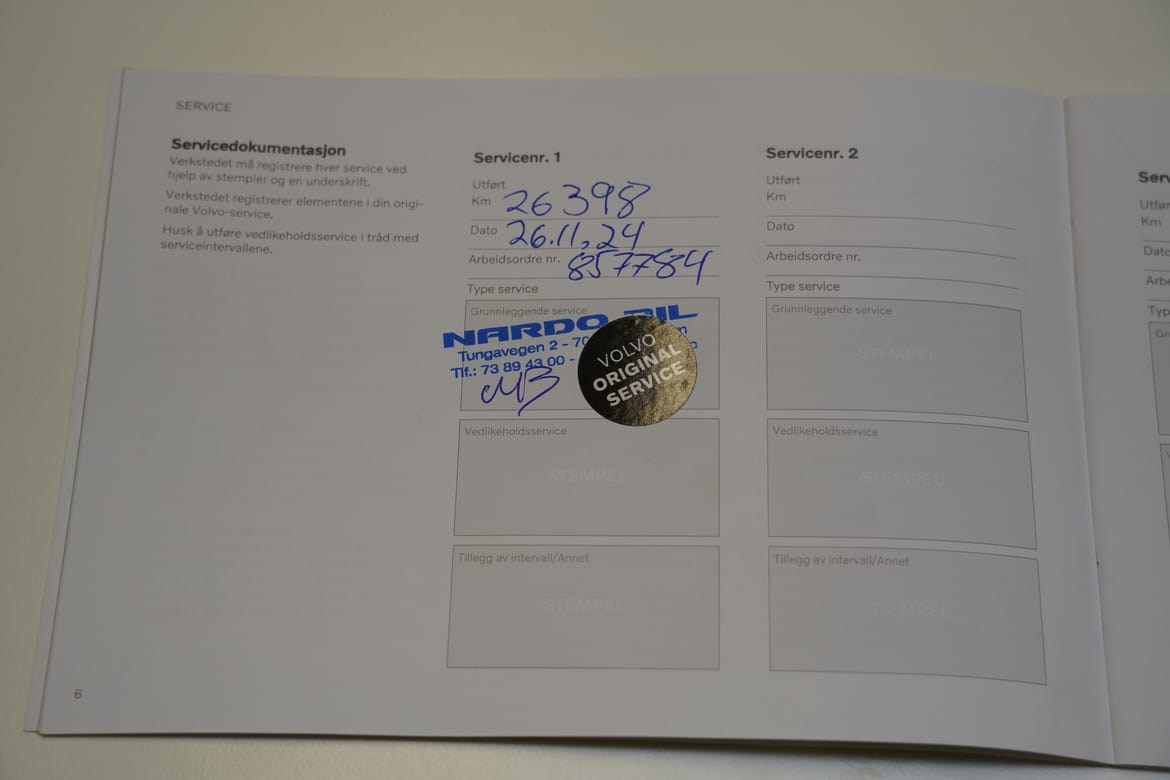 SERVICE
Servicedokumentasjon
Verkstedet må registrere hver service ved
hjelp av stempler og en underskrift.
Verkstedet registrerer elementene i din origi-
nale Volvo-service.
Husk å utføre vedlikeholdsservice i tråd med
serviceintervallene.
6
Servicenr. 1
Utført
Km 26398
Dato 26.11.24
Arbeidsordre nr. 857784
Type service
Grunnleggende service
NARDO BIL
Tungavegen 2 - 70
Tlf.: 73 89 43 00 -
MB
VOLVO
ORIGINAL
SERVICE
Vedlikeholdsservice
STEMPEL
Tillegg av intervall/Annet
STEMPEL
Servicenr. 2
Utført
Km
Dato
Arbeidsordre nr.
Type service
Grunnleggende service
STEMPEL
Vedlikeholdsservice
STEMPEL
Tillegg av intervall/Annet
STEMPEL
Km